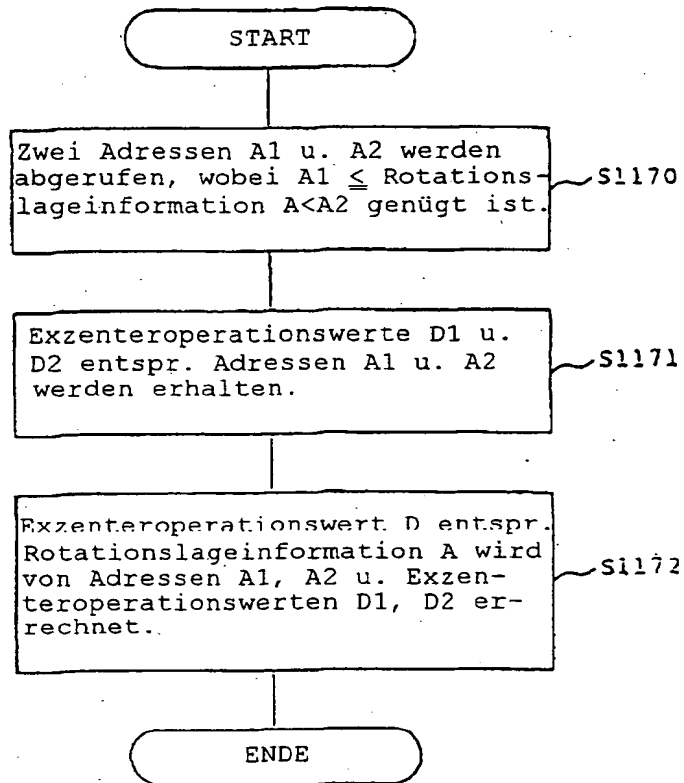 START
Zwei Adressen A1 u. A2 werden
abgerufen, wobei A1 ≦ Rotations-
lageinformation A<A2 genügt ist.
S1170
Exzenteroperationswerte D1 u.
D2 entspr. Adressen A1 u. A2
werden erhalten.
S1171
Exzenteroperationswert D entspr.
Rotationslageinformation A wird
von Adressen A1, A2 u. Exzen-
teroperationswerten D1, D2 er-
rechnet.
S1172
ENDE